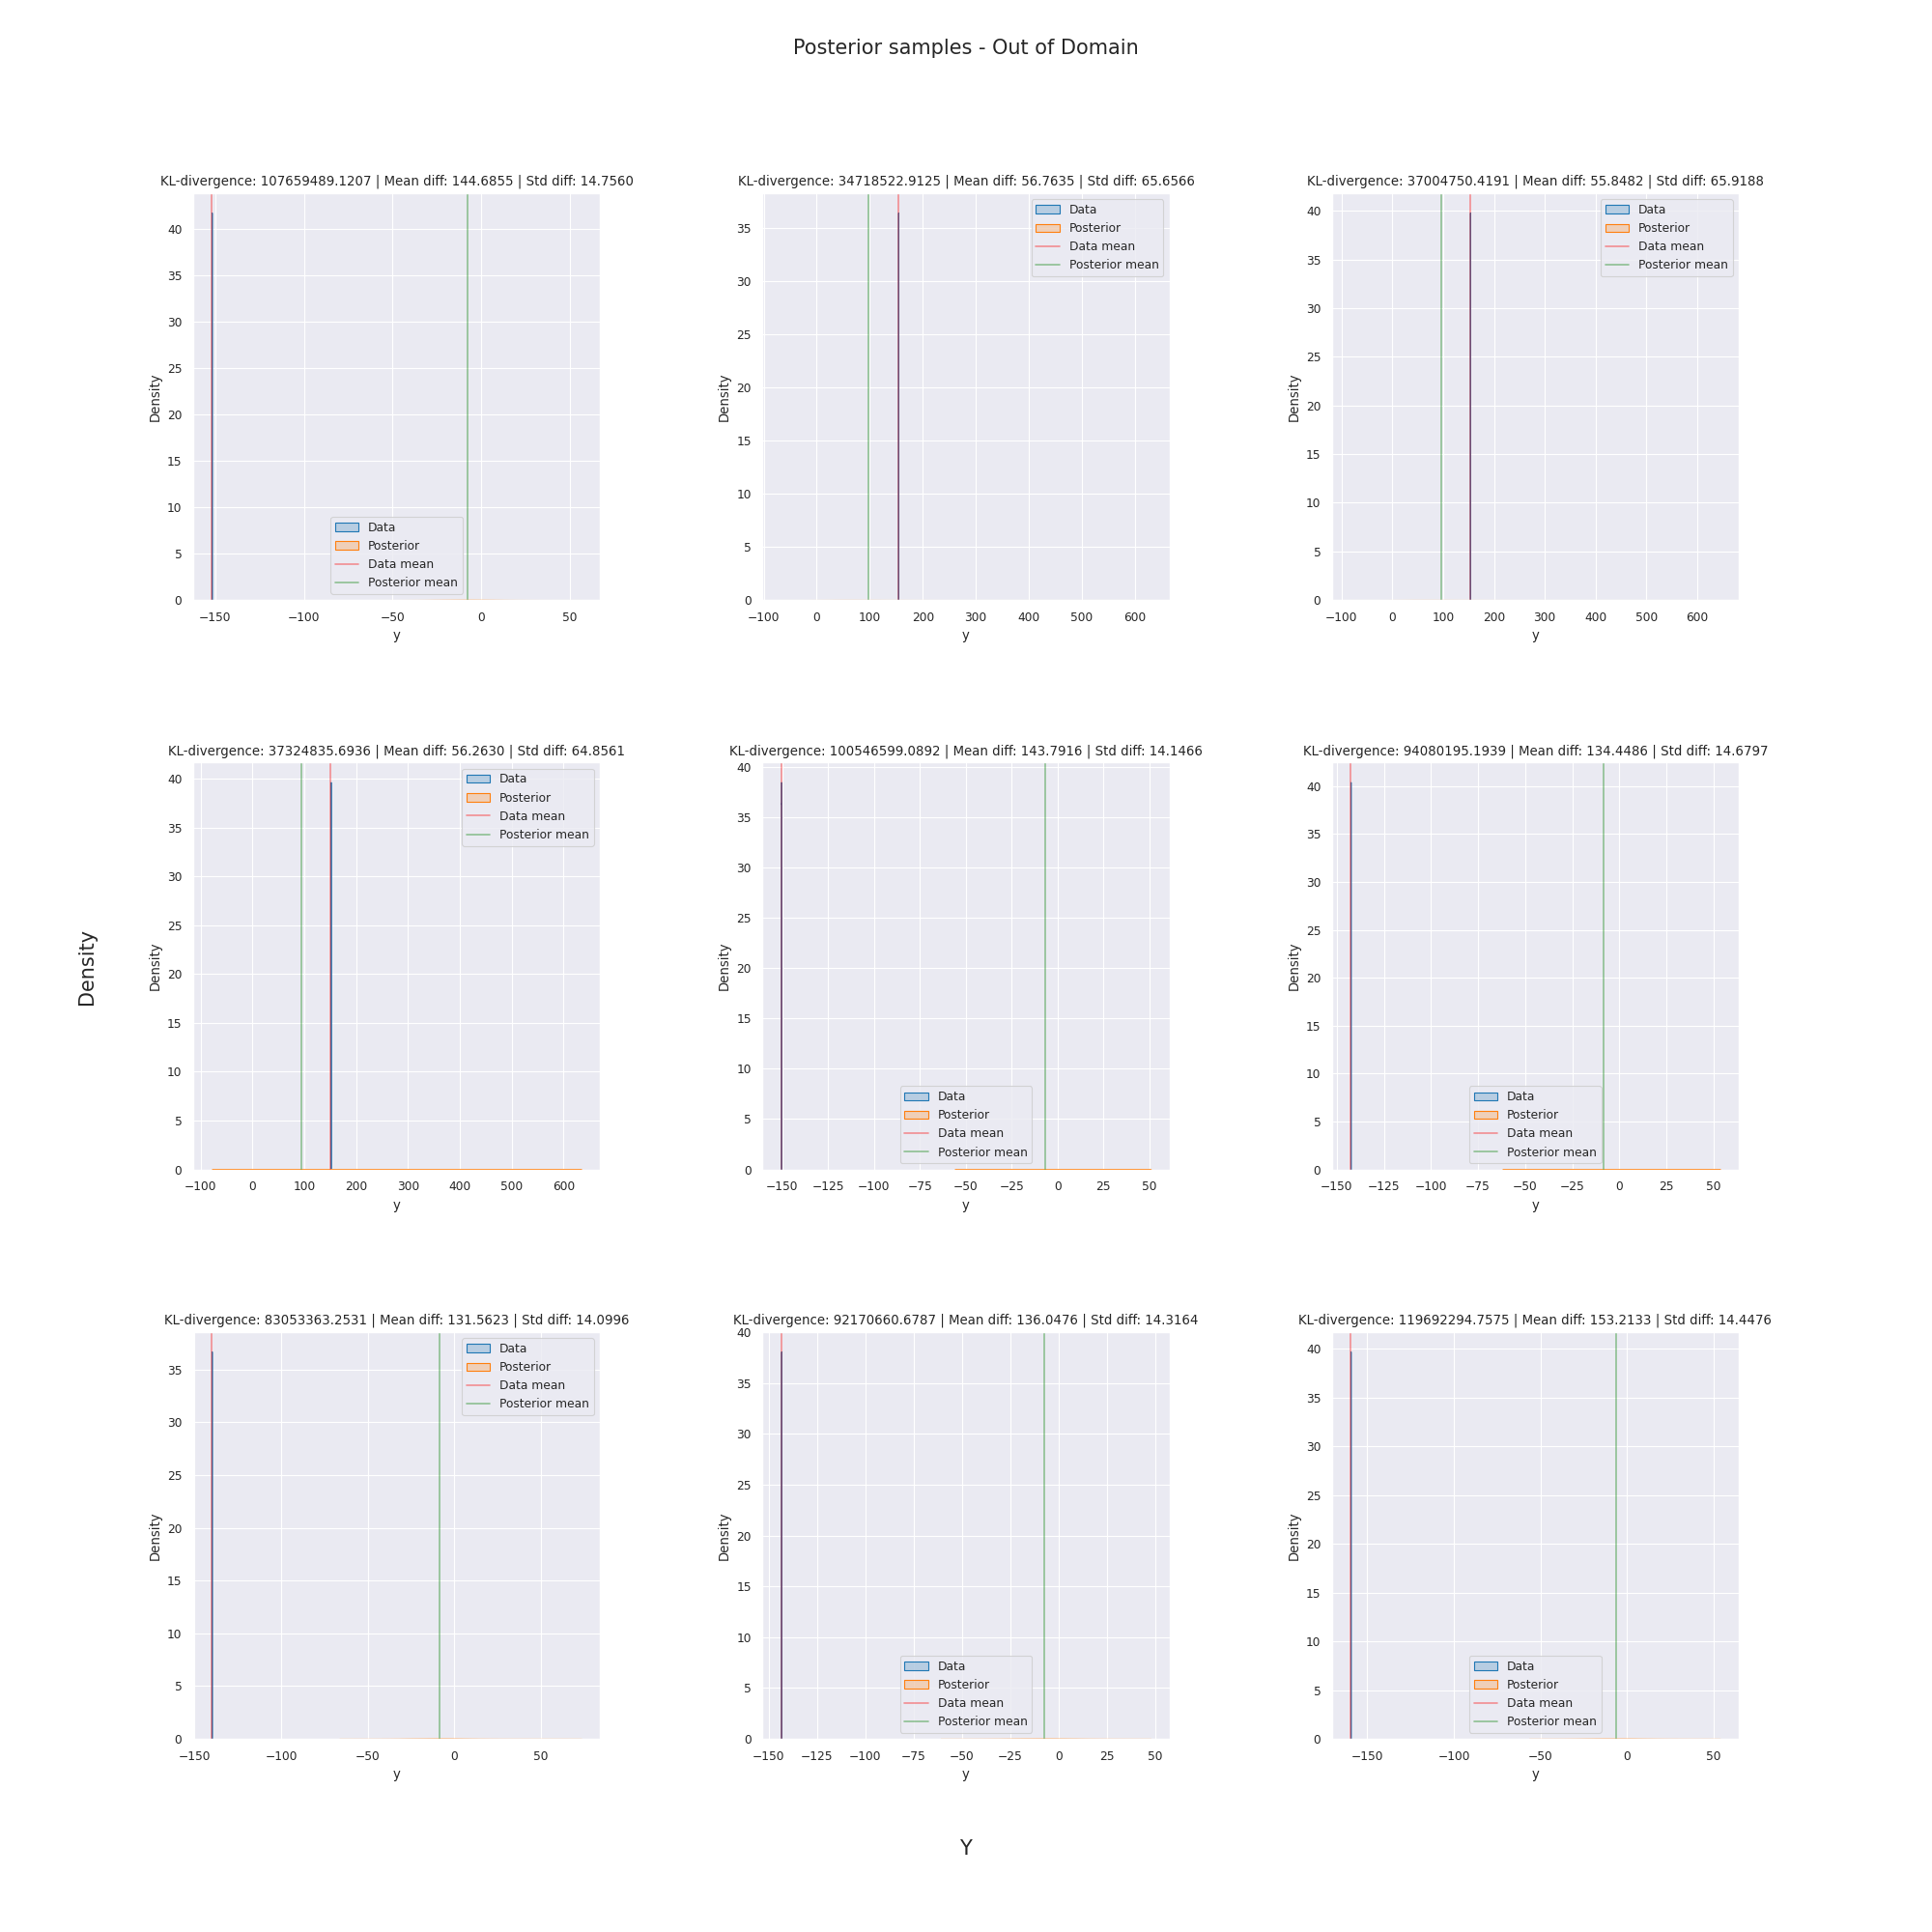 Posterior samples - Out of Domain
KL-divergence: 107659489.1207 | Mean diff: 144.6855 | Std diff: 14.7560
40
35
30
25
20
15
10
5
0
Density
Data
Posterior
Data mean
Posterior mean
−150 −100 −50 0 50
y
KL-divergence: 34718522.9125 | Mean diff: 56.7635 | Std diff: 65.6566
Data
Posterior
Data mean
Posterior mean
35
30
25
20
15
10
5
0
Density
−100 0 100 200 300 400 500 600
y
KL-divergence: 37004750.4191 | Mean diff: 55.8482 | Std diff: 65.9188
Data
Posterior
Data mean
Posterior mean
40
35
30
25
20
15
10
5
0
Density
−100 0 100 200 300 400 500 600
y
Density
KL-divergence: 37324835.6936 | Mean diff: 56.2630 | Std diff: 64.8561
Data
Posterior
Data mean
Posterior mean
40
35
30
25
20
15
10
5
0
Density
−100 0 100 200 300 400 500 600
y
KL-divergence: 100546599.0892 | Mean diff: 143.7916 | Std diff: 14.1466
40
35
30
25
20
15
10
5
0
Density
Data
Posterior
Data mean
Posterior mean
−150 −125 −100 −75 −50 −25 0 25 50
y
KL-divergence: 94080195.1939 | Mean diff: 134.4486 | Std diff: 14.6797
40
35
30
25
20
15
10
5
0
Density
Data
Posterior
Data mean
Posterior mean
−150 −125 −100 −75 −50 −25 0 25 50
y
KL-divergence: 83053363.2531 | Mean diff: 131.5623 | Std diff: 14.0996
Data
Posterior
Data mean
Posterior mean
35
30
25
20
15
10
5
0
Density
−150 −100 −50 0 50
y
KL-divergence: 92170660.6787 | Mean diff: 136.0476 | Std diff: 14.3164
40
35
30
25
20
15
10
5
0
Density
Data
Posterior
Data mean
Posterior mean
−150 −125 −100 −75 −50 −25 0 25 50
y
KL-divergence: 119692294.7575 | Mean diff: 153.2133 | Std diff: 14.4476
40
35
30
25
20
15
10
5
0
Density
Data
Posterior
Data mean
Posterior mean
−150 −100 −50 0 50
y
Y